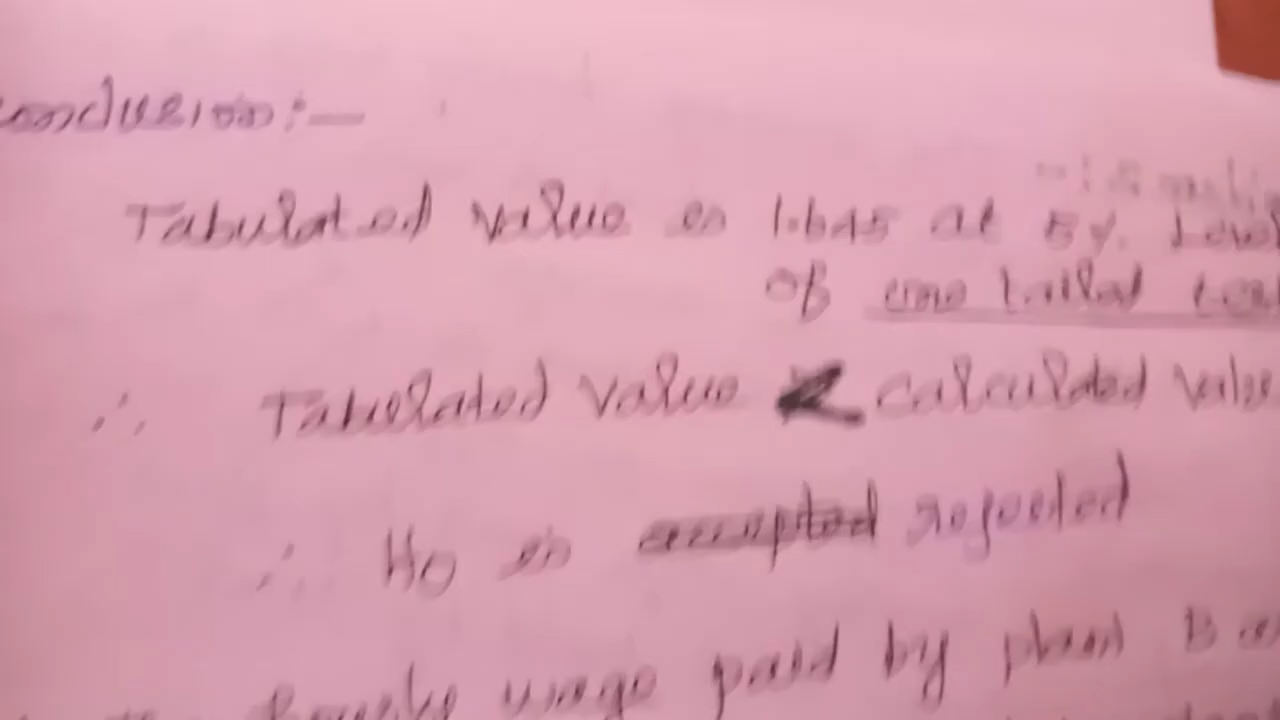 conclusion:-
Tabulated value is 1.645 at 5%. Level
of one tailed test
∴ Tabulated value < calculated value
∴ H0 is accepted rejected
wage paid by plant B